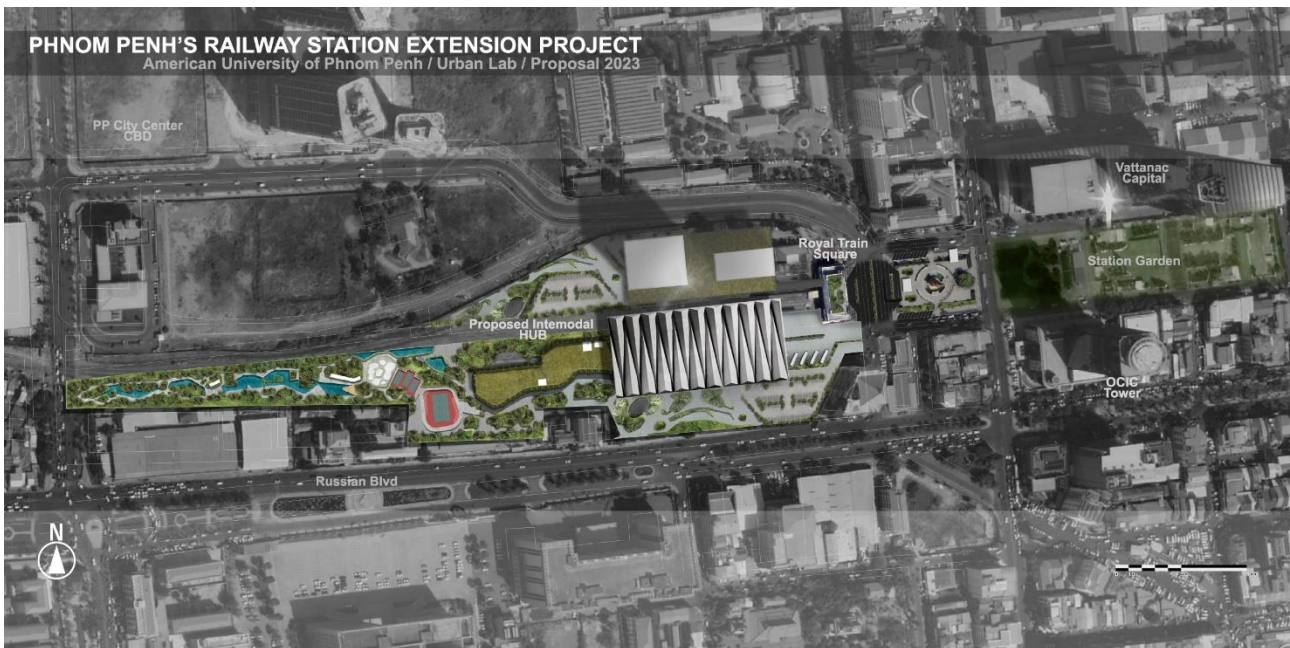 PHNOM PENH'S RAILWAY STATION EXTENSION PROJECT
American University of Phnom Penh / Urban Lab / Proposal 2023
PP City Center
CBD
Vattanac
Capital
Royal Train
Square
Station Garden
Proposed Intemodal
HUB
OCIC
Tower
Russian Blvd
N